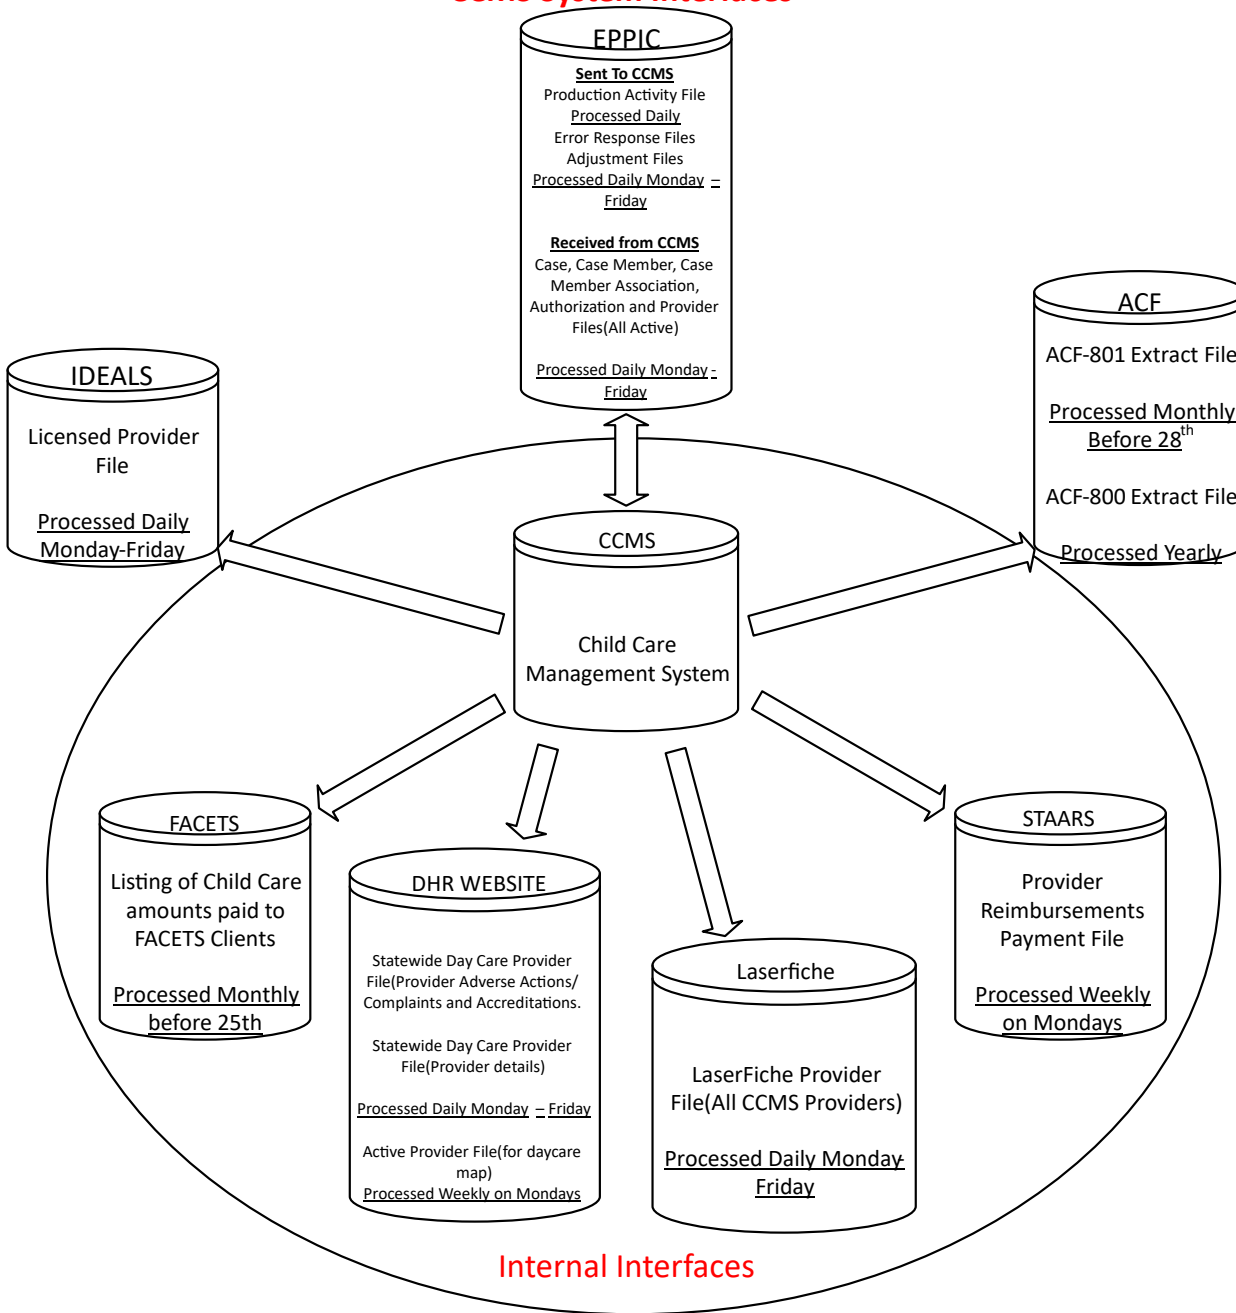 System Interfaces
EPPIC
Sent To CCMS
Production Activity File
Processed Daily
Error Response Files
Adjustment Files
Processed Daily Monday –
Friday
Received from CCMS
Case, Case Member, Case
Member Association,
Authorization and Provider
Files(All Active)
Processed Daily Monday -
Friday
ACF
ACF-801 Extract File
Processed Monthly
Before 28th
ACF-800 Extract File
Processed Yearly
IDEALS
Licensed Provider
File
Processed Daily
Monday-Friday
CCMS
Child Care
Management System
FACETS
Listing of Child Care
amounts paid to
FACETS Clients
Processed Monthly
before 25th
DHR WEBSITE
Statewide Day Care Provider
File(Provider Adverse Actions/
Complaints and Accreditations.
Statewide Day Care Provider
File(Provider details)
Processed Daily Monday – Friday
Active Provider File(for daycare
map)
Processed Weekly on Mondays
Laserfiche
LaserFiche Provider
File(All CCMS Providers)
Processed Daily Monday-
Friday
STAARS
Provider
Reimbursements
Payment File
Processed Weekly
on Mondays
Internal Interfaces